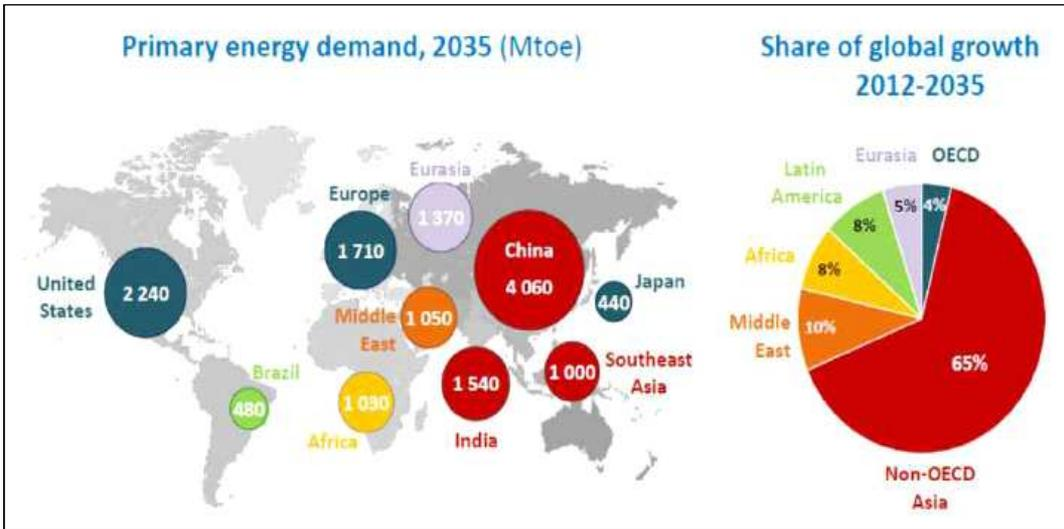 Primary energy demand, 2035 (Mtoe)
Share of global growth
2012-2035
Eurasia
1 370
Europe
1 710
China
4 060
United
States
2 240
Japan
440
Middle
East
1 050
Southeast
Asia
1 000
India
1 540
Brazil
480
Africa
1 030
Eurasia
OECD
Latin
America
Africa
Middle
East
5%
4%
8%
8%
10%
65%
Non-OECD
Asia